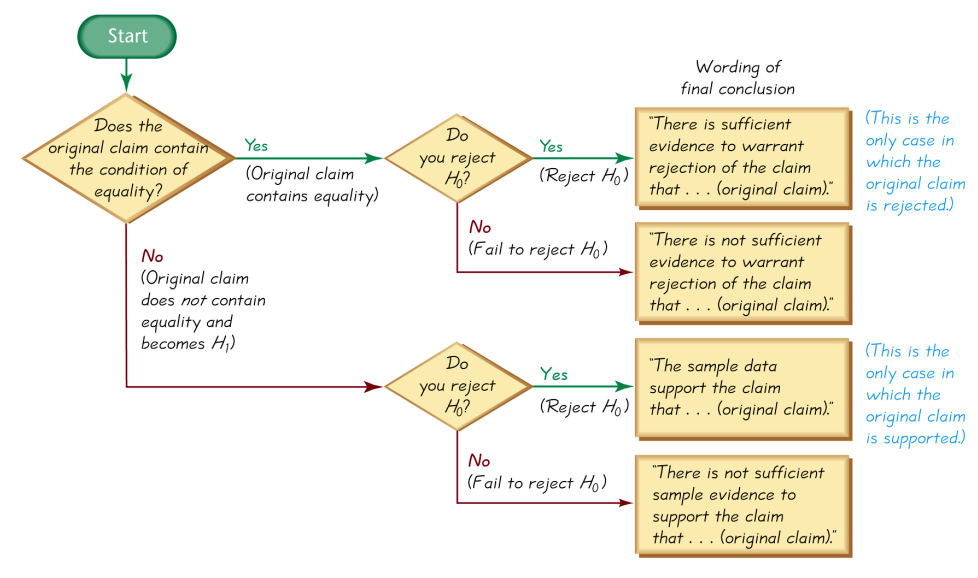 Start
Does the
original claim contain
the condition of
equality?
Yes
(Original claim
contains equality)
Do
you reject
H0?
Yes
(Reject H0)
Wording of
final conclusion
"There is sufficient
evidence to warrant
rejection of the claim
that . . . (original claim)."
(This is the
only case in
which the
original claim
is rejected.)
No
(Fail to reject H0)
"There is not sufficient
evidence to warrant
rejection of the claim
that . . . (original claim)."
No
(Original claim
does not contain
equality and
becomes H1)
Do
you reject
H0?
Yes
(Reject H0)
"The sample data
support the claim
that . . . (original claim)."
(This is the
only case in
which the
original claim
is supported.)
No
(Fail to reject H0)
"There is not sufficient
sample evidence to
support the claim
that . . . (original claim)."